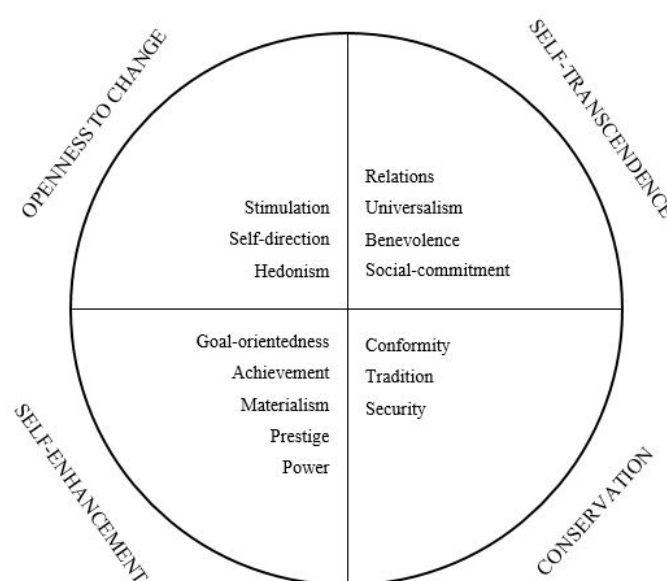 OPENNESS TO CHANGE
SELF-TRANSCENDENCE
Stimulation
Self-direction
Hedonism
Relations
Universalism
Benevolence
Social-commitment
Goal-orientedness
Achievement
Materialism
Prestige
Power
Conformity
Tradition
Security
SELF-ENHANCEMENT
CONSERVATION